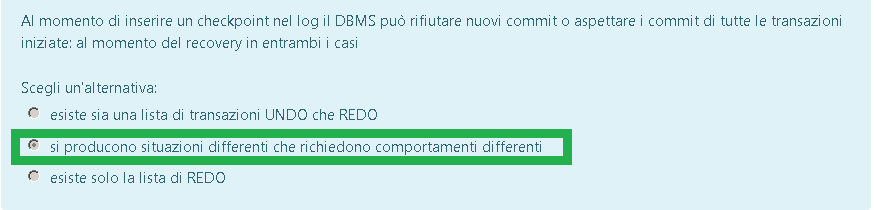 Al momento di inserire un checkpoint nel log il DBMS può rifiutare nuovi commit o aspettare i commit di tutte le transazioni
iniziate: al momento del recovery in entrambi i casi
Scegli un'alternativa:
esiste sia una lista di transazioni UNDO che REDO
si producono situazioni differenti che richiedono comportamenti differenti
esiste solo la lista di REDO